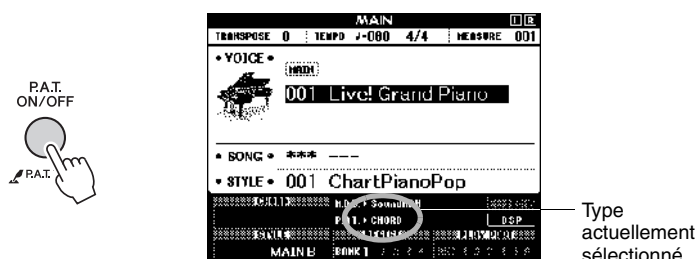 P.A.T.
ON/OFF
P.A.T.
MAIN
TRANSPOSE 0 TEMPO ♩=080 4/4 MEASURE 001
• VOICE •
MAIN
001 Live! Grand Piano
• SONG • *** ---
• STYLE • 001 ChartPianoPop
P.A.T. ▸ CHORD
DSP
STYLE
MAIN B BANK 1
Type
actuellement
sélectionné